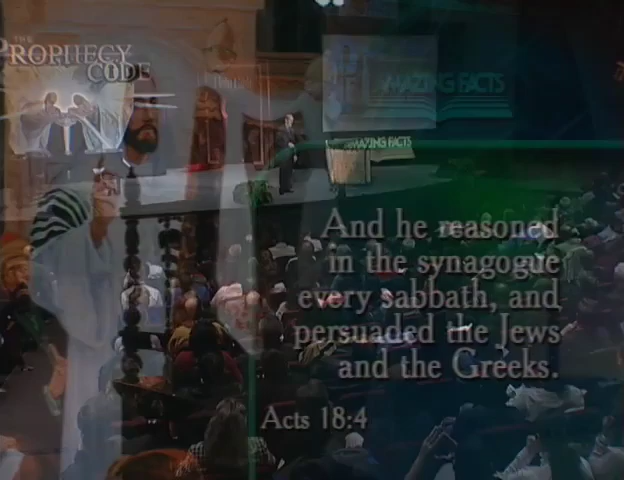 THE
PROPHECY
CODE
AMAZING FACTS
AMAZING FACTS
And he reasoned
in the synagogue
every sabbath, and
persuaded the Jews
and the Greeks.
Acts 18:4